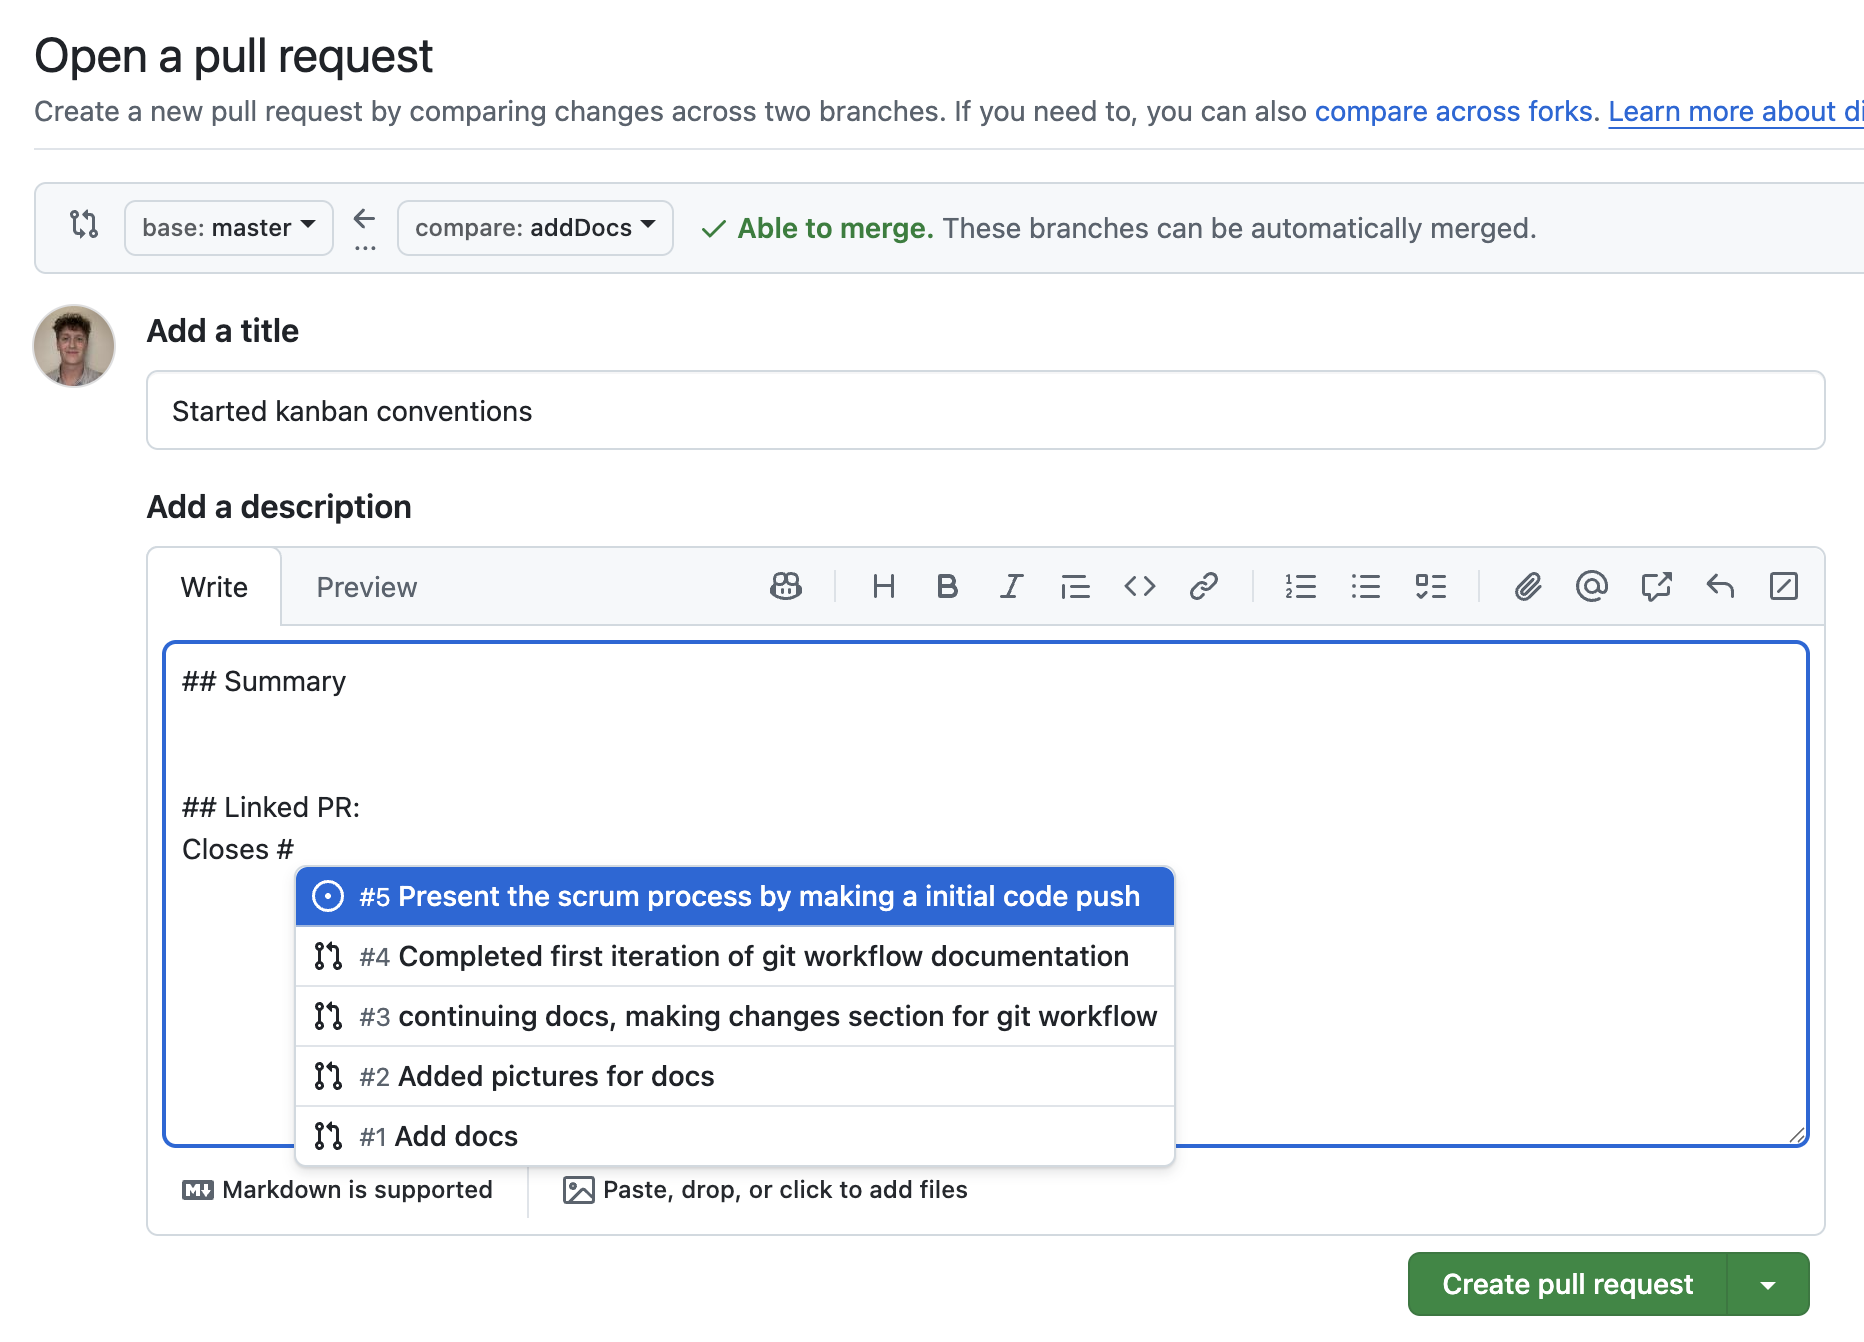 Open a pull request
Create a new pull request by comparing changes across two branches. If you need to, you can also compare across forks. Learn more about di
base: master ← ... compare: addDocs ✓ Able to merge. These branches can be automatically merged.
Add a title
Started kanban conventions
Add a description
Write Preview
## Summary
## Linked PR:
Closes #
#5 Present the scrum process by making a initial code push
#4 Completed first iteration of git workflow documentation
#3 continuing docs, making changes section for git workflow
#2 Added pictures for docs
#1 Add docs
Markdown is supported Paste, drop, or click to add files
Create pull request